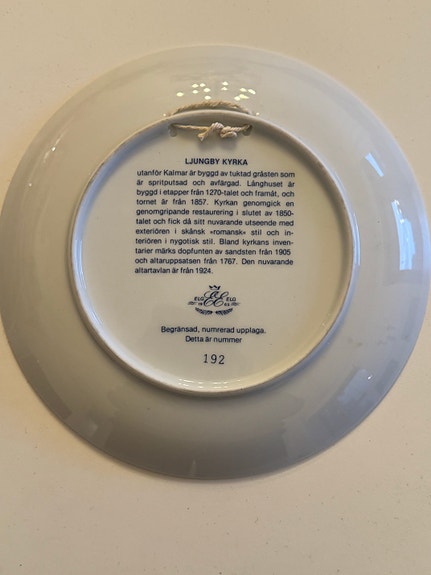 LJUNGBY KYRKA
utanför Kalmar är byggd av tuktad gråsten som
är spritputsad och avfärgad. Långhuset är
byggd i etapper från 1270-talet och framåt, och
tornet är från 1857. Kyrkan genomgick en
genomgripande restaurering i slutet av 1850-
talet och fick då sitt nuvarande utseende med
exteriören i skånsk »romansk» stil och in-
teriören i nygotisk stil. Bland kyrkans inven-
tarier märks dopfunten av sandsten från 1905
och altaruppsatsen från 1767. Den nuvarande
altartavlan är från 1924.
ELG EE ELG
Begränsad, numrerad upplaga.
Detta är nummer
192